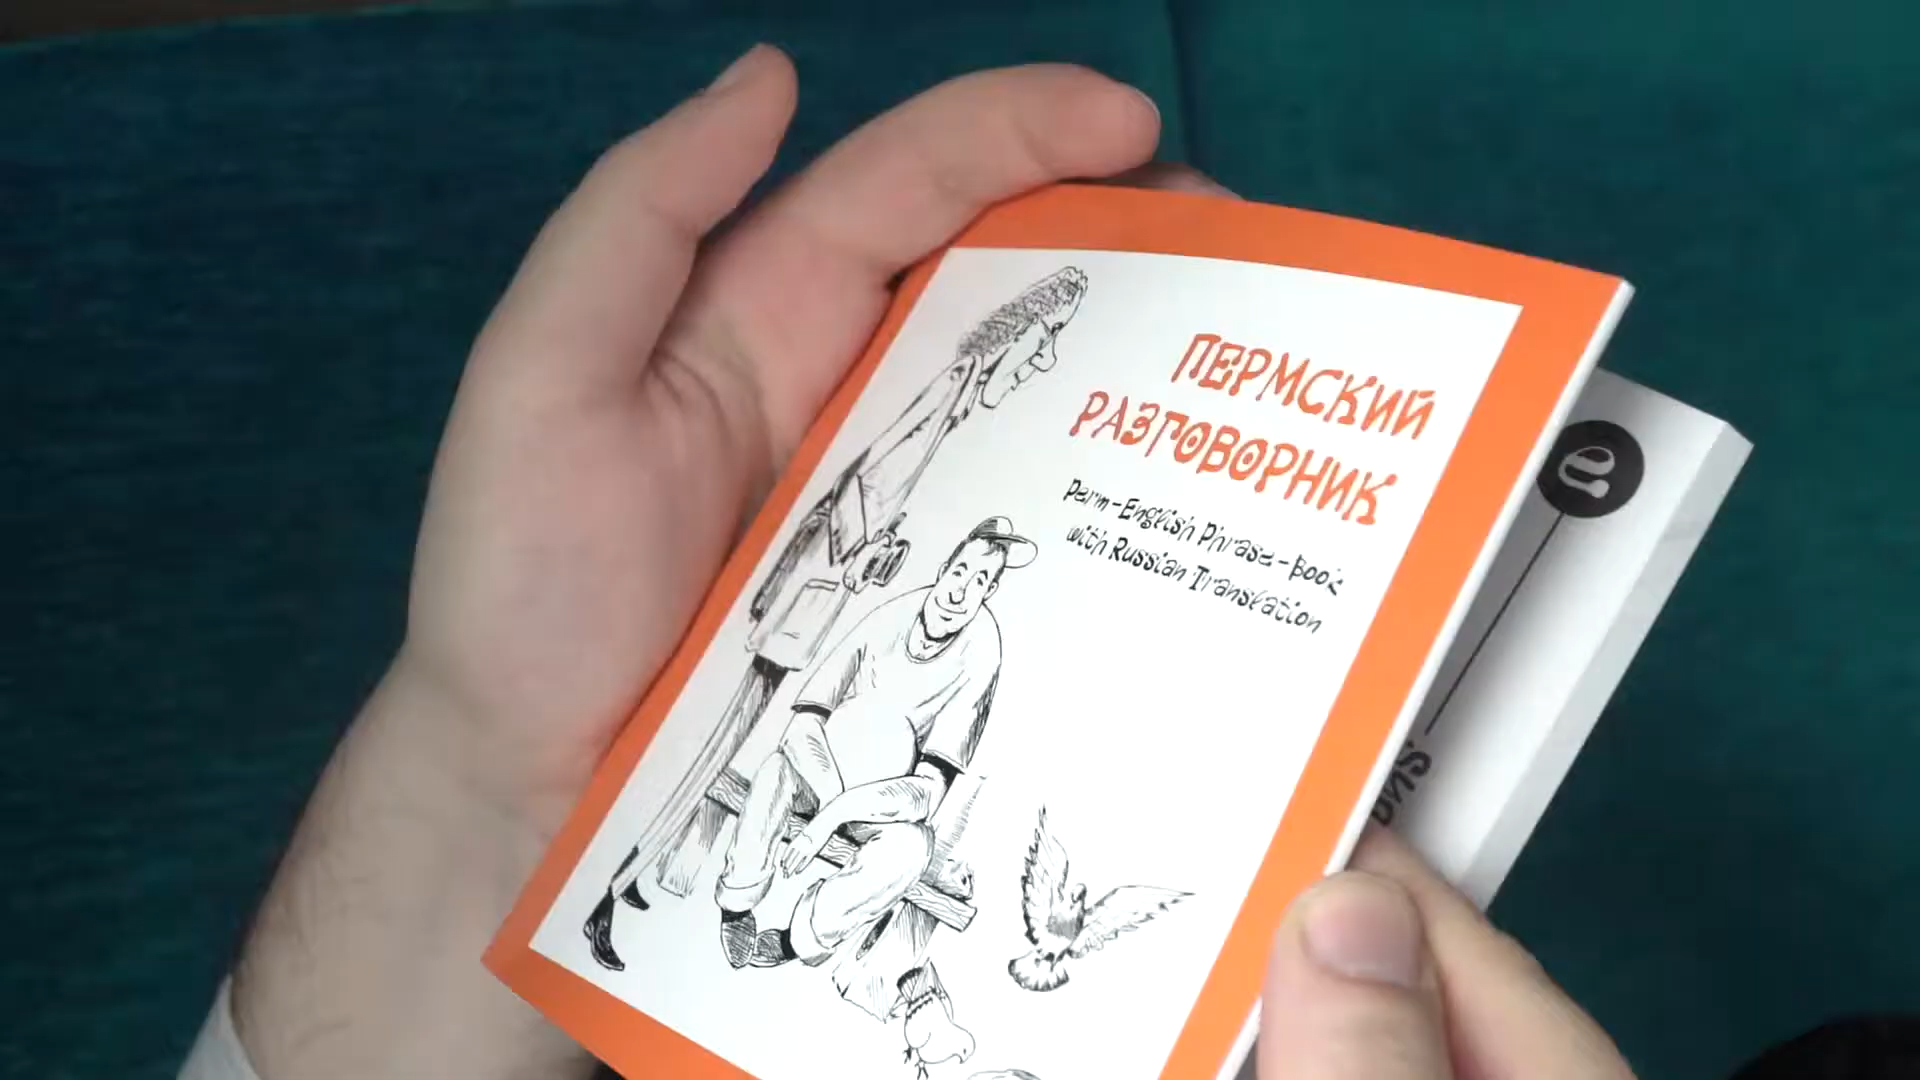 ПЕРМСКИЙ
РАЗГОВОРНИК
Perm-English Phrase-Book
with Russian Translation
e